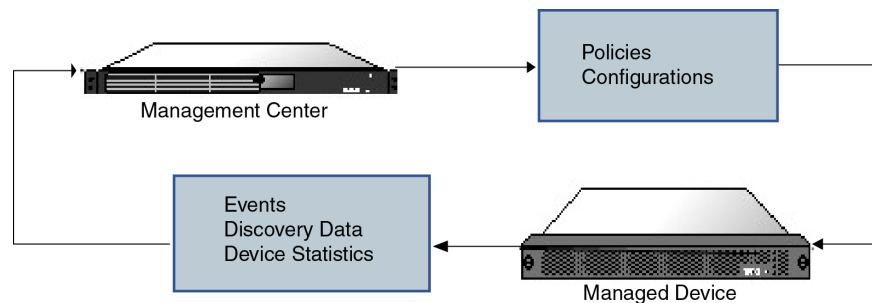 Policies
Configurations
Management Center
Events
Discovery Data
Device Statistics
Managed Device